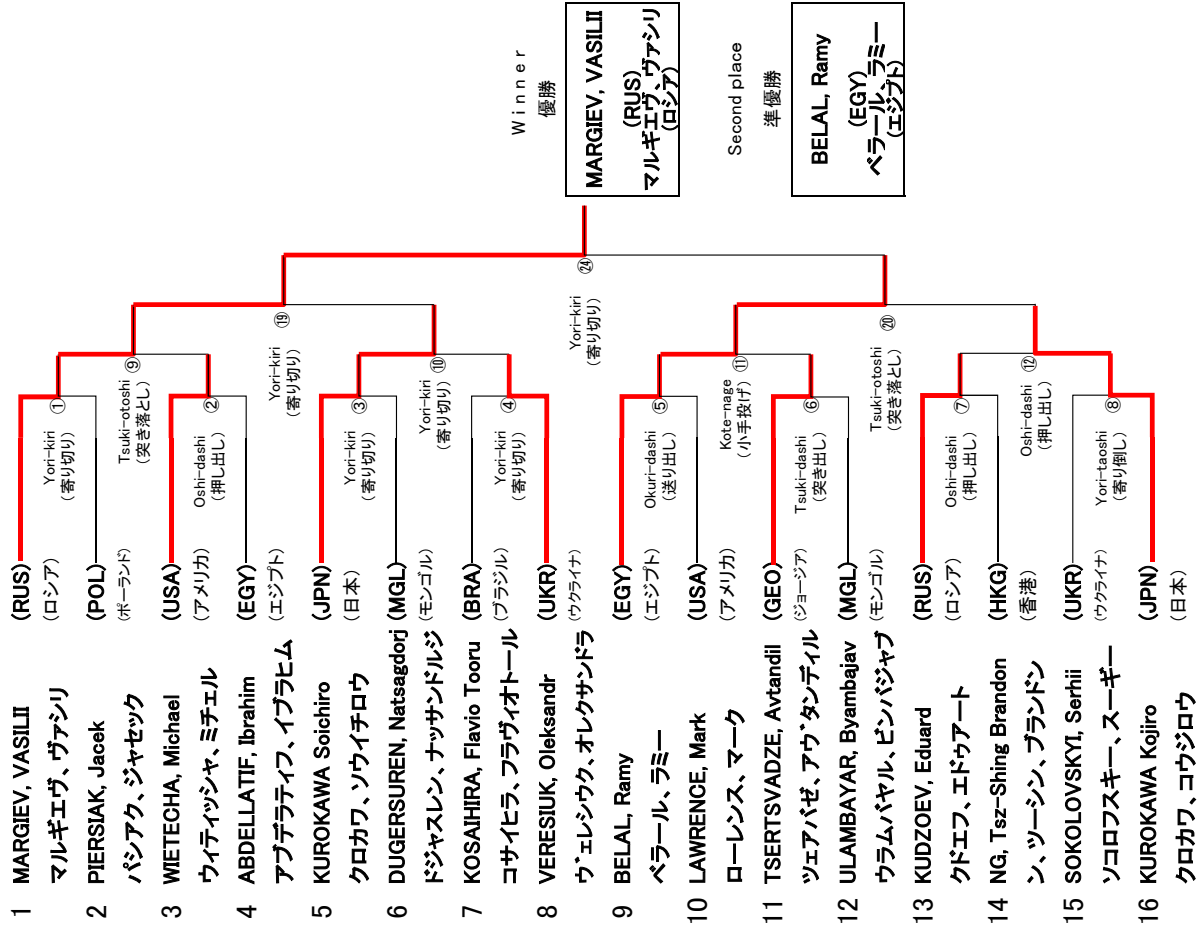 1 MARGIEV, VASILII (RUS)
マルギエヴ、ヴァシリ (ロシア)
2 PIERSIAK, Jacek (POL)
パシアク、ジャセック (ポーランド)
3 WIETECHA, Michael (USA)
ウィティッシャ、ミチェル (アメリカ)
4 ABDELLATIF, Ibrahim (EGY)
アブデラティフ、イブラヒム (エジプト)
5 KUROKAWA Soichiro (JPN)
クロカワ、ソウイチロウ (日本)
6 DUGERSUREN, Natsagdorj (MGL)
ドジャスレン、ナッサンドルジ (モンゴル)
7 KOSAIHIRA, Flavio Tooru (BRA)
コサイヒラ、フラヴィオトール (ブラジル)
8 VERESIUK, Oleksandr (UKR)
ヴェレシウク、オレクサンドラ (ウクライナ)
9 BELAL, Ramy (EGY)
ベラール、ラミー (エジプト)
10 LAWRENCE, Mark (USA)
ローレンス、マーク (アメリカ)
11 TSERTSVADZE, Avtandil (GEO)
ツェアバゼ、アヴタンディル (ジョージア)
12 ULAMBAYAR, Byambajav (MGL)
ウラムバヤル、ビンバジャブ (モンゴル)
13 KUDZOEV, Eduard (RUS)
クドエフ、エドゥアート (ロシア)
14 NG, Tsz-Shing Brandon (HKG)
ン、ツーシン、ブランドン (香港)
15 SOKOLOVSKYI, Serhii (UKR)
ソコロフスキー、スーギー (ウクライナ)
16 KUROKAWA Kojiro (JPN)
クロカワ、コウジロウ (日本)
① Yori-kiri
(寄り切り)
② Oshi-dashi
(押し出し)
③ Yori-kiri
(寄り切り)
④ Yori-kiri
(寄り切り)
⑤ Okuri-dashi
(送り出し)
⑥ Tsuki-dashi
(突き出し)
⑦ Oshi-dashi
(押し出し)
⑧ Yori-taoshi
(寄り倒し)
⑨ Tsuki-otoshi
(突き落とし)
⑩ Yori-kiri
(寄り切り)
⑪ Kote-nage
(小手投げ)
⑫ Oshi-dashi
(押し出し)
⑲ Yori-kiri
(寄り切り)
⑳ Tsuki-otoshi
(突き落とし)
㉔ Yori-kiri
(寄り切り)
Winner
優勝
MARGIEV, VASILII
(RUS)
マルギエヴ、ヴァシリ
(ロシア)
Second place
準優勝
BELAL, Ramy
(EGY)
ベラール、ラミー
(エジプト)